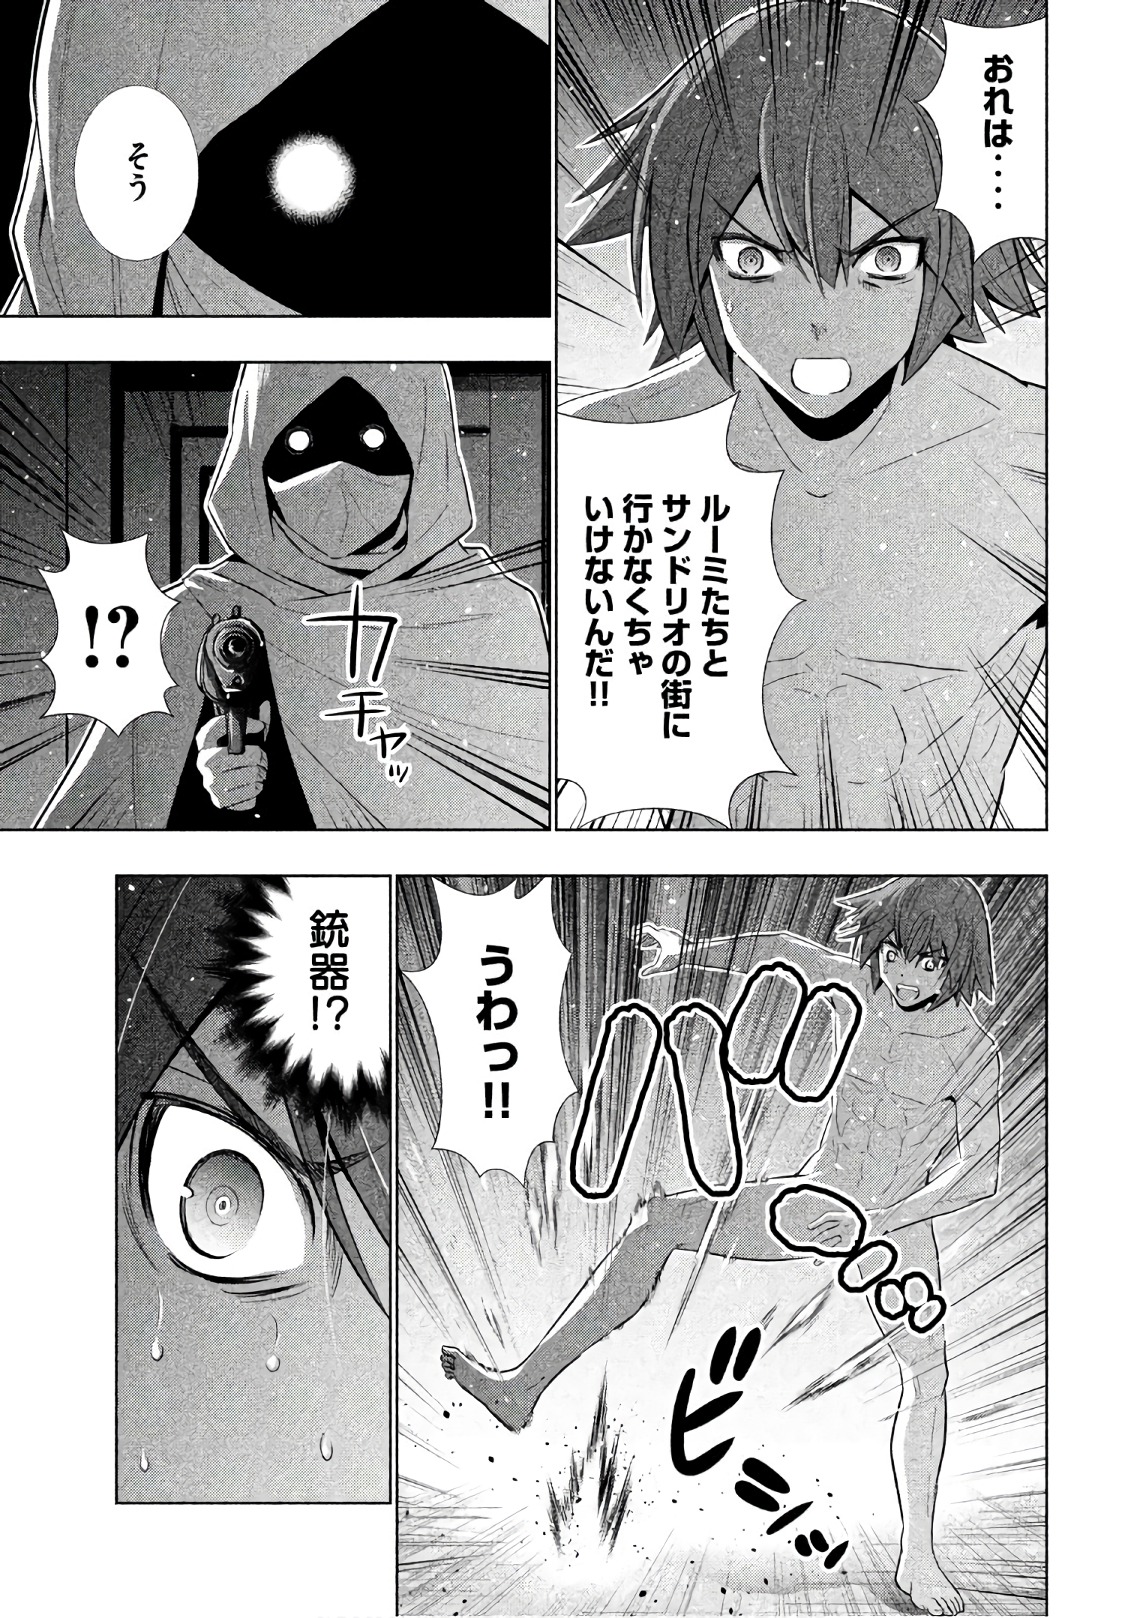 おれは‥‥
ルーミたちと
サンドリオの街に
行かなくちゃ
いけないんだ!!
そう
カチャッ
!?
うわっ!!
バン
ビシッ
銃器!?